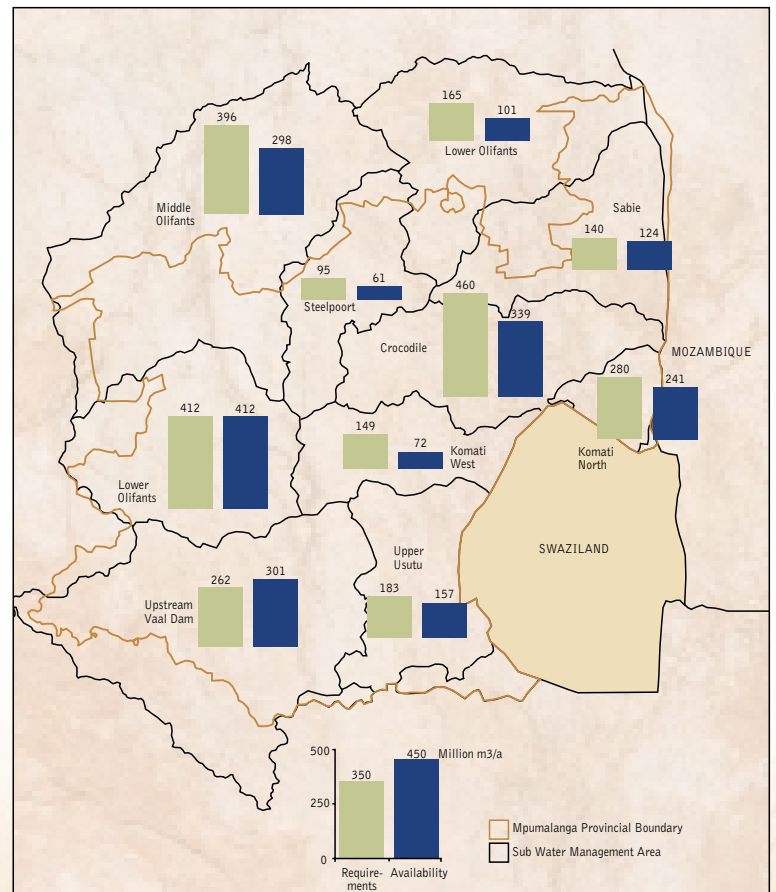 165
101
Lower Olifants
396
298
Middle
Olifants
Sabie
140
124
95
61
Steelpoort
460
339
Crocodile
MOZAMBIQUE
280
241
Komati
North
412
412
Lower
Olifants
149
72
Komati
West
SWAZILAND
Upper
Usutu
183
157
262
301
Upstream
Vaal Dam
500
250
0
350
450
Million m3/a
Require-
ments
Availability
Mpumalanga Provincial Boundary
Sub Water Management Area